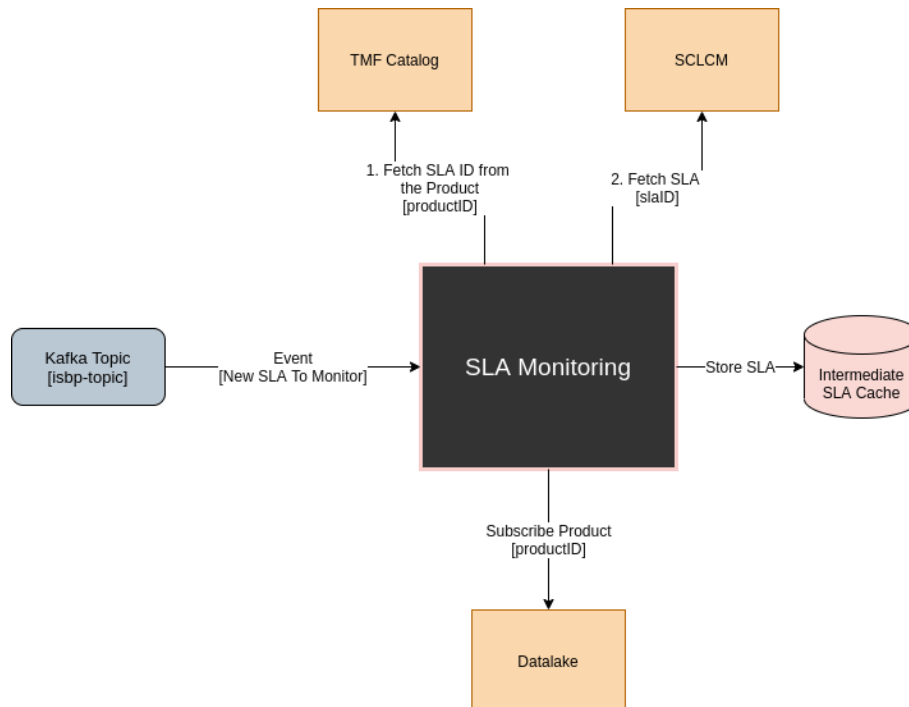 TMF Catalog
SCLCM
1. Fetch SLA ID from
the Product
[productID]
2. Fetch SLA
[slaID]
Kafka Topic
[isbp-topic]
Event
[New SLA To Monitor]
SLA Monitoring
Store SLA
Intermediate
SLA Cache
Subscribe Product
[productID]
Datalake